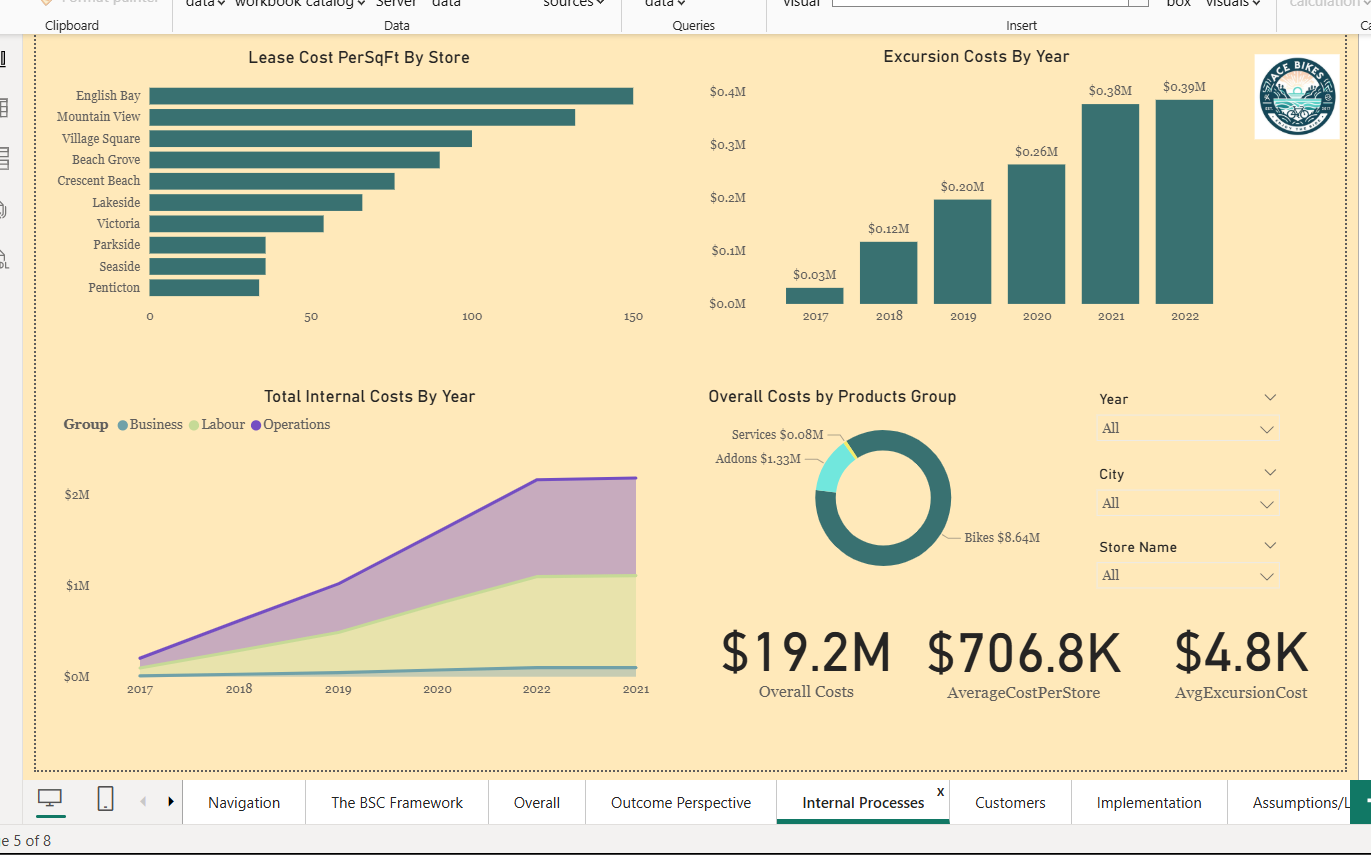 Format painter
data workbook catalog Server data sources data visual box visuals calculation
Clipboard Data Queries Insert
Lease Cost PerSqFt By Store
English Bay
Mountain View
Village Square
Beach Grove
Crescent Beach
Lakeside
Victoria
Parkside
Seaside
Penticton
0 50 100 150
Excursion Costs By Year
$0.4M
$0.3M
$0.2M
$0.1M
$0.0M
$0.03M
$0.12M
$0.20M
$0.26M
$0.38M
$0.39M
2017 2018 2019 2020 2021 2022
ACE BIKES
Total Internal Costs By Year
Group Business Labour Operations
$2M
$1M
$0M
2017 2018 2019 2020 2022 2021
Overall Costs by Products Group
Services $0.08M
Addons $1.33M
Bikes $8.64M
Year
All
City
All
Store Name
All
$19.2M
Overall Costs
$706.8K
AverageCostPerStore
$4.8K
AvgExcursionCost
Navigation The BSC Framework Overall Outcome Perspective Internal Processes x Customers Implementation Assumptions/L
e 5 of 8